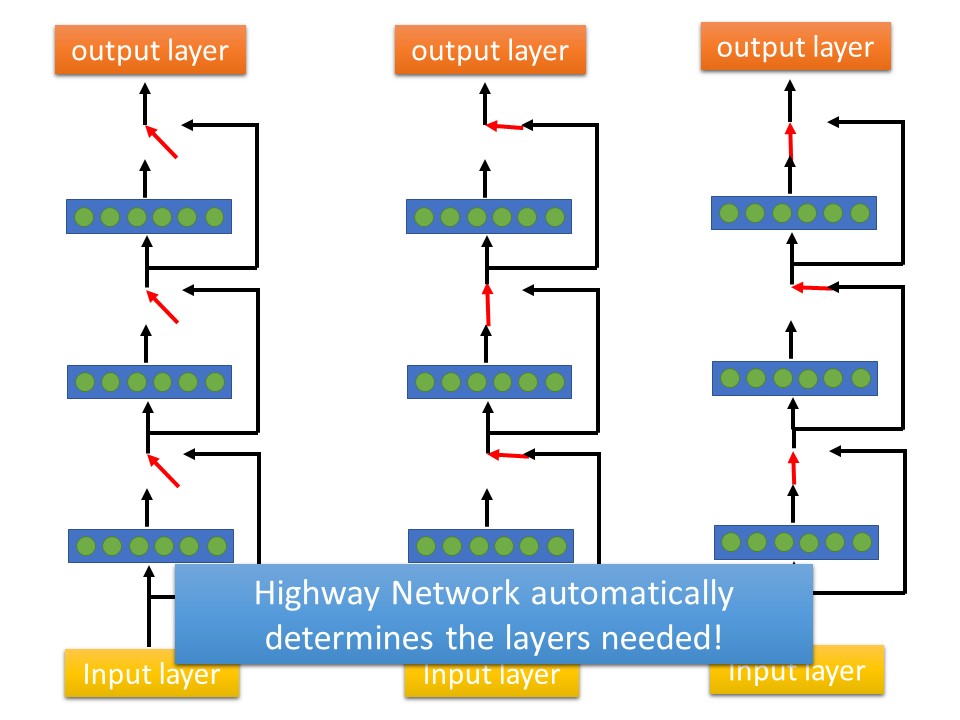 output layer
output layer
output layer
Highway Network automatically
determines the layers needed!
Input layer
Input layer
Input layer